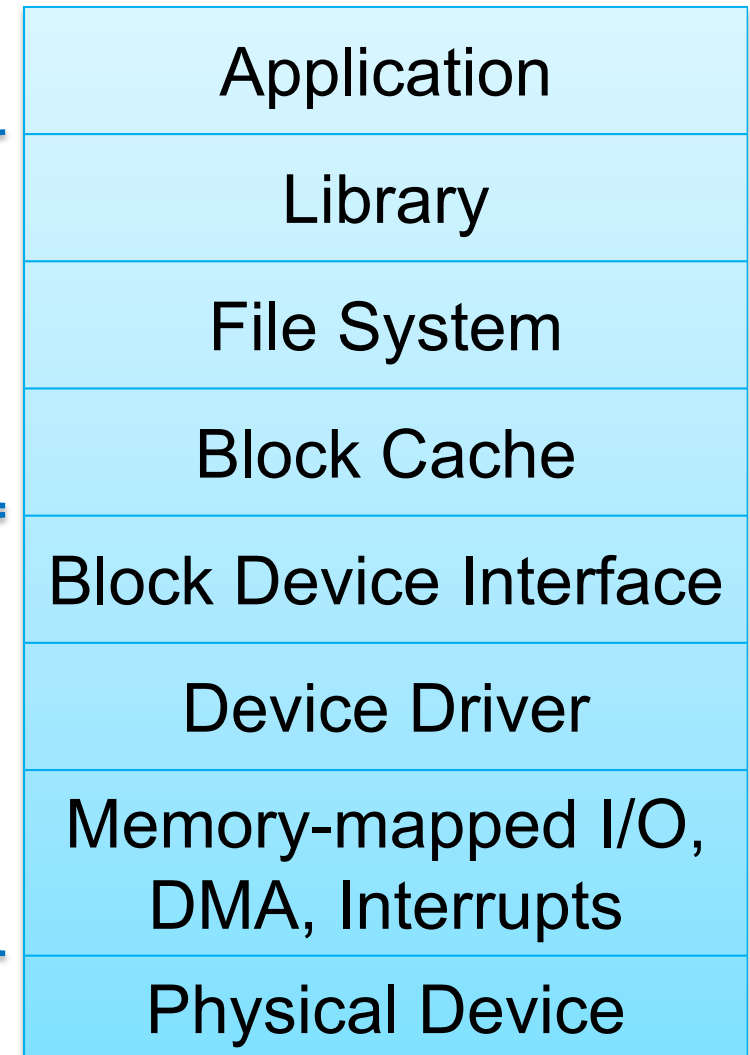 Application
Library
File System
Block Cache
Block Device Interface
Device Driver
Memory-mapped I/O,
DMA, Interrupts
Physical Device